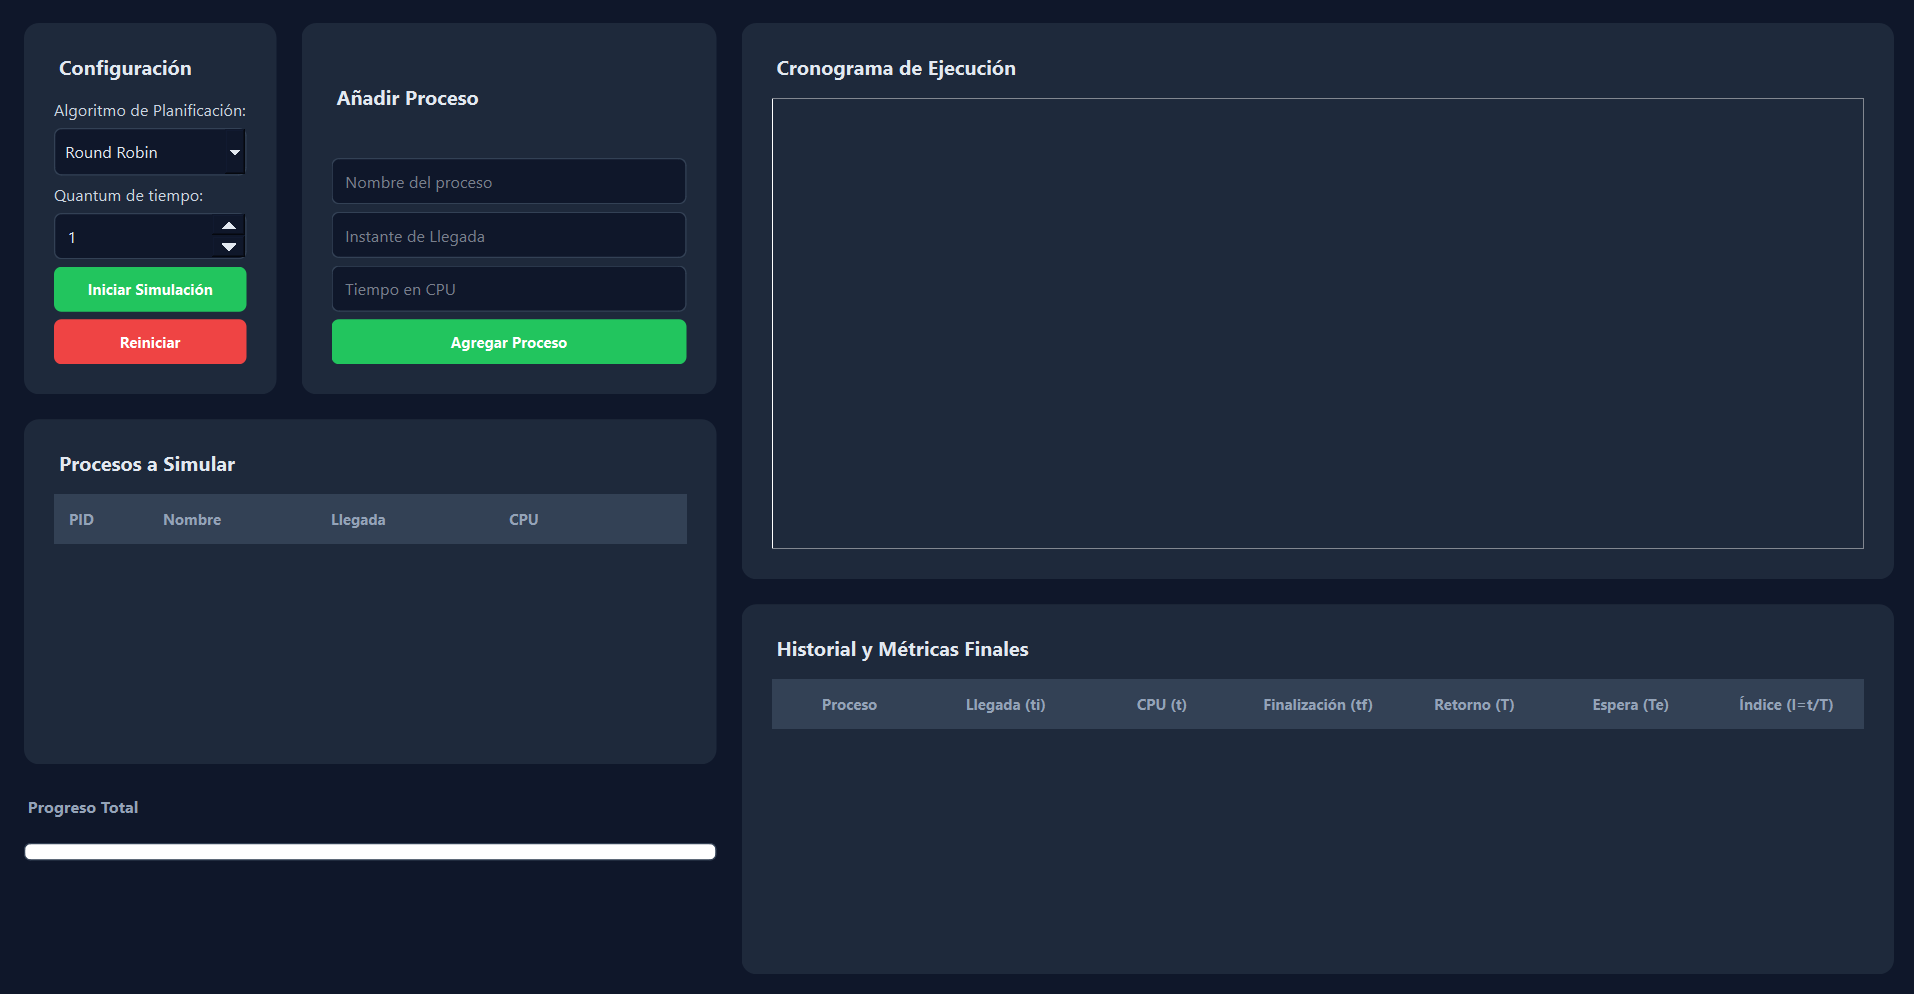 Configuración
Algoritmo de Planificación:
Round Robin
Quantum de tiempo:
1
Iniciar Simulación
Reiniciar
Añadir Proceso
Nombre del proceso
Instante de Llegada
Tiempo en CPU
Agregar Proceso
Procesos a Simular
PID Nombre Llegada CPU
Progreso Total
Cronograma de Ejecución
Historial y Métricas Finales
Proceso Llegada (ti) CPU (t) Finalización (tf) Retorno (T) Espera (Te) Índice (I=t/T)